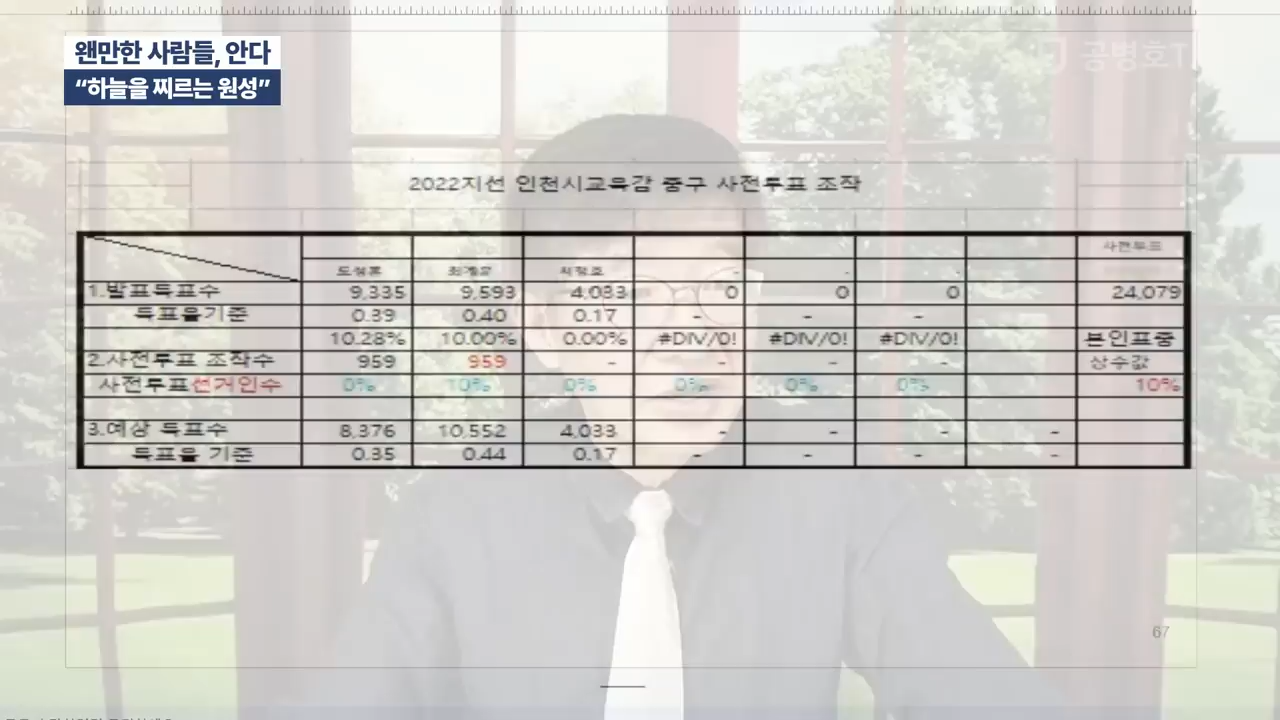 왠만한 사람들, 안다
“하늘을 찌르는 원성”
공병호T
2022지선 인천시교육감 중구 사전투표 조작
사전투표
도성훈 최계운 서정호 - - -
1.발표득표수 9,335 9,593 4,033 0 0 0 24,079
득표율기준 0.39 0.40 0.17 - - -
10.28% 10.00% 0.00% #DIV/0! #DIV/0! #DIV/0! 본인표중
2.사전투표 조작수 959 959 - - - - 상수값
사전투표선거인수 0% 10% 0% 0% 0% 0% 10%
3.예상 득표수 8,376 10,552 4,033 - - - -
득표율 기준 0.35 0.44 0.17 - - - -
67